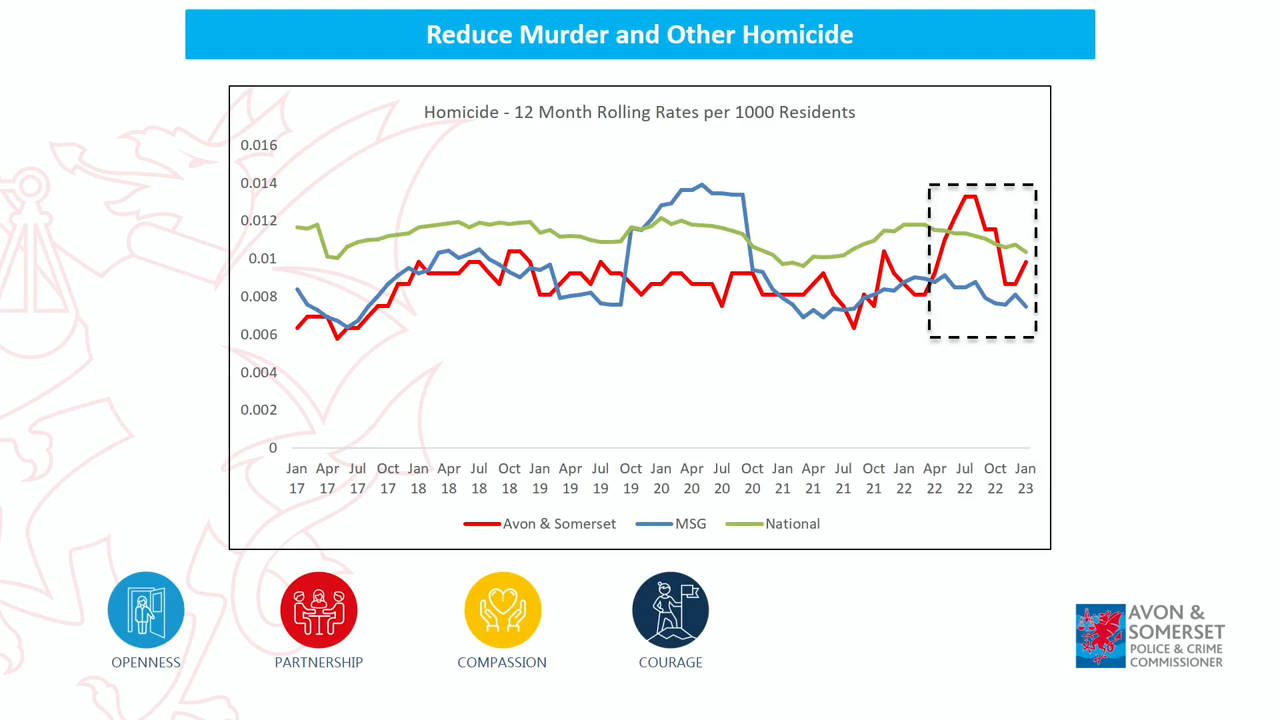 Reduce Murder and Other Homicide
Homicide - 12 Month Rolling Rates per 1000 Residents
0.016
0.014
0.012
0.01
0.008
0.006
0.004
0.002
0
Jan Apr Jul Oct Jan Apr Jul Oct Jan Apr Jul Oct Jan Apr Jul Oct Jan Apr Jul Oct Jan Apr Jul Oct Jan
17 17 17 17 18 18 18 18 19 19 19 19 20 20 20 20 21 21 21 21 22 22 22 22 23
Avon & Somerset MSG National
OPENNESS PARTNERSHIP COMPASSION COURAGE
AVON &
SOMERSET
POLICE & CRIME
COMMISSIONER